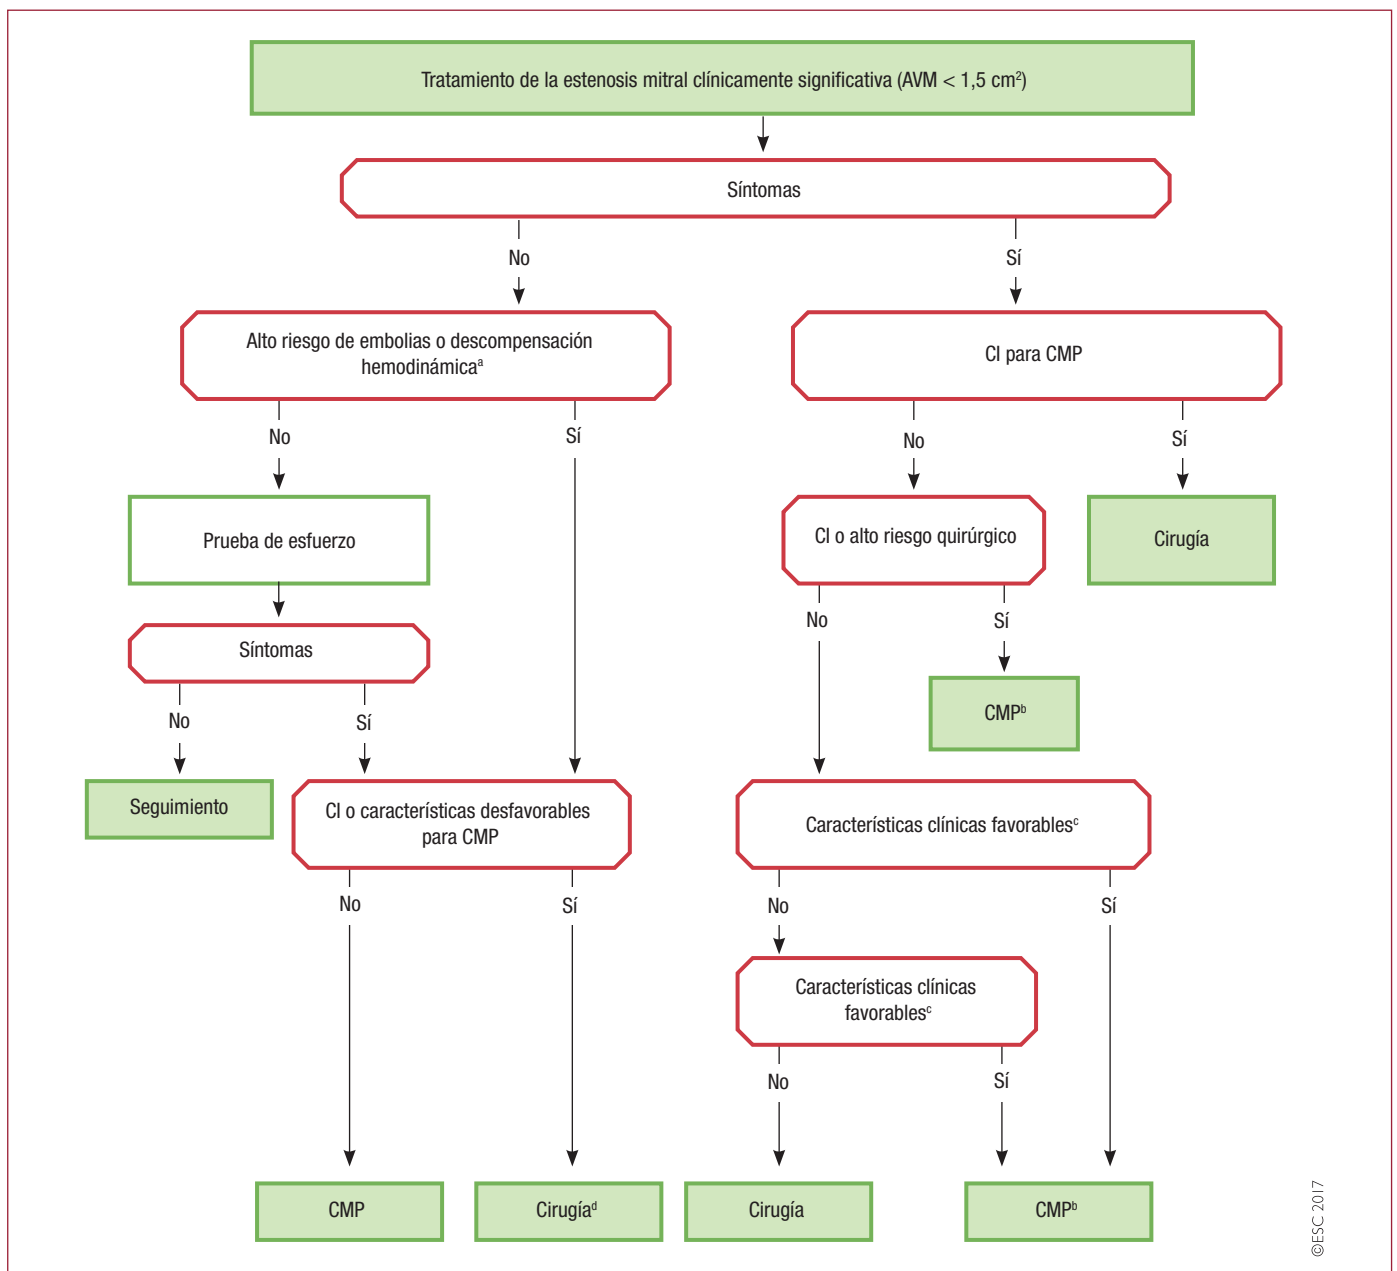 Tratamiento de la estenosis mitral clínicamente significativa (AVM < 1,5 cm²)
Síntomas
No
Sí
Alto riesgo de embolias o descompensación
hemodinámicaᵃ
CI para CMP
No
Sí
No
Sí
Prueba de esfuerzo
CI o alto riesgo quirúrgico
Cirugía
No
Sí
Síntomas
CMPᵇ
No
Sí
Seguimiento
CI o características desfavorables
para CMP
Características clínicas favorablesᶜ
No
Sí
No
Sí
Características clínicas
favorablesᶜ
No
Sí
CMP
Cirugíaᵈ
Cirugía
CMPᵇ
©ESC 2017